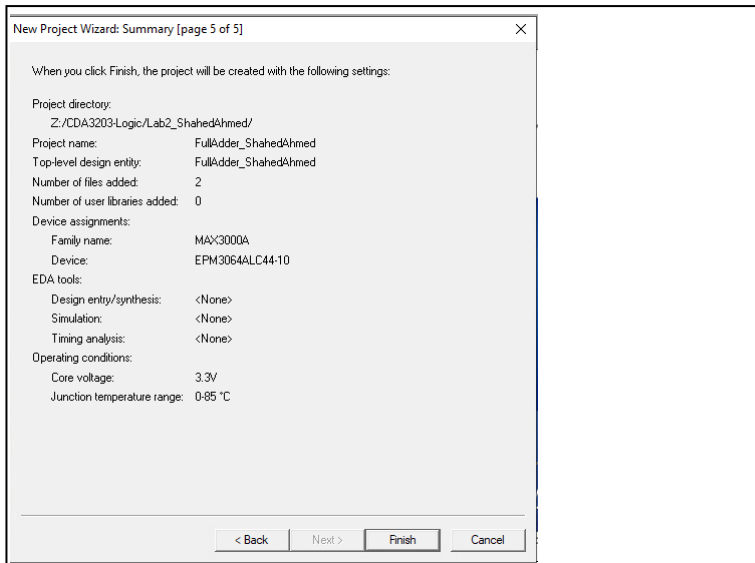 New Project Wizard: Summary [page 5 of 5]
When you click Finish, the project will be created with the following settings:
Project directory:
Z:/CDA3203-Logic/Lab2_ShahedAhmed/
Project name: FullAdder_ShahedAhmed
Top-level design entity: FullAdder_ShahedAhmed
Number of files added: 2
Number of user libraries added: 0
Device assignments:
Family name: MAX3000A
Device: EPM3064ALC44-10
EDA tools:
Design entry/synthesis: <None>
Simulation: <None>
Timing analysis: <None>
Operating conditions:
Core voltage: 3.3V
Junction temperature range: 0-85 °C
< Back Next > Finish Cancel